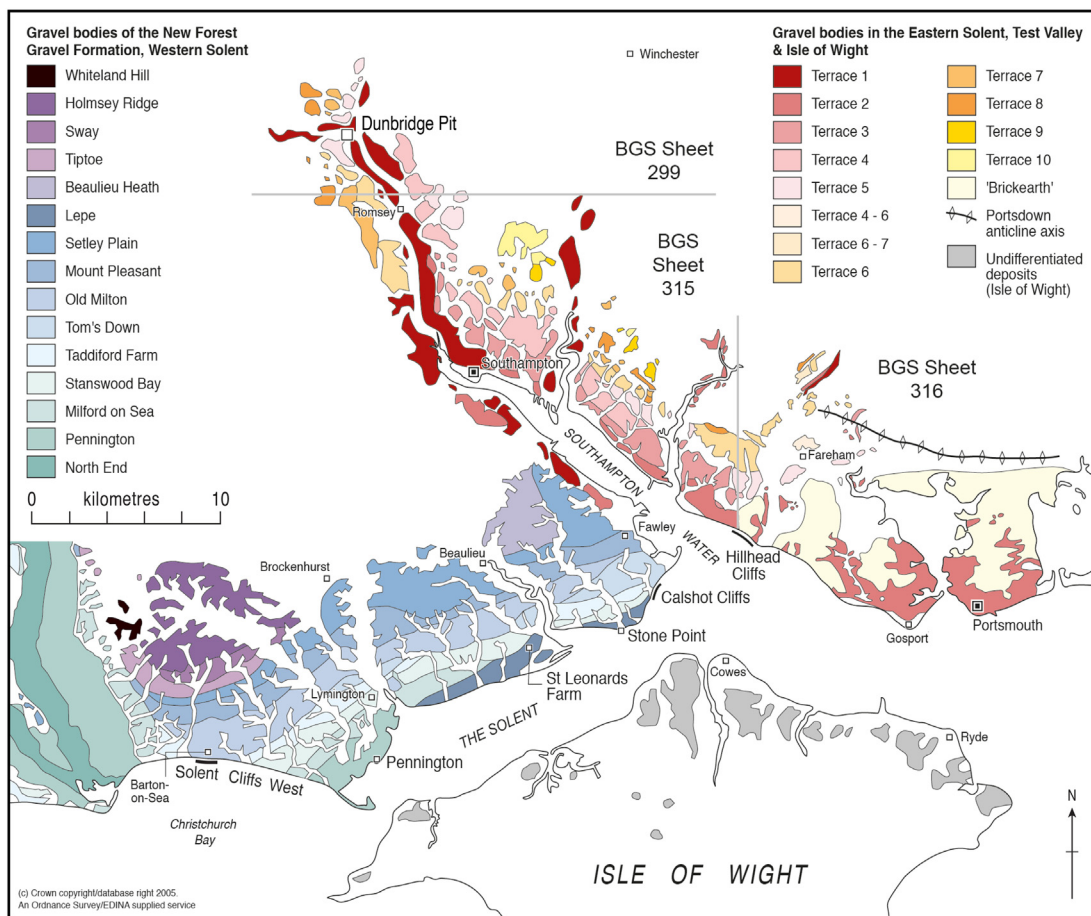 Gravel bodies of the New Forest
Gravel Formation, Western Solent
Whiteland Hill
Holmsey Ridge
Sway
Tiptoe
Beaulieu Heath
Lepe
Setley Plain
Mount Pleasant
Old Milton
Tom's Down
Taddiford Farm
Stanswood Bay
Milford on Sea
Pennington
North End
0 kilometres 10
Gravel bodies in the Eastern Solent, Test Valley
& Isle of Wight
Terrace 1
Terrace 2
Terrace 3
Terrace 4
Terrace 5
Terrace 4 - 6
Terrace 6 - 7
Terrace 6
Terrace 7
Terrace 8
Terrace 9
Terrace 10
'Brickearth'
Portsdown
anticline axis
Undifferentiated
deposits
(Isle of Wight)
Winchester
Dunbridge Pit
BGS Sheet
299
Romsey
BGS
Sheet
315
Southampton
BGS Sheet
316
SOUTHAMPTON
WATER
Fareham
Fawley
Hillhead
Cliffs
Beaulieu
Brockenhurst
Calshot Cliffs
Gosport
Portsmouth
Stone Point
St Leonards
Farm
Cowes
Lymington
THE SOLENT
Ryde
Pennington
Barton-
on-Sea
Solent Cliffs West
Christchurch
Bay
N
ISLE OF WIGHT
(c) Crown copyright/database right 2005.
An Ordnance Survey/EDINA supplied service